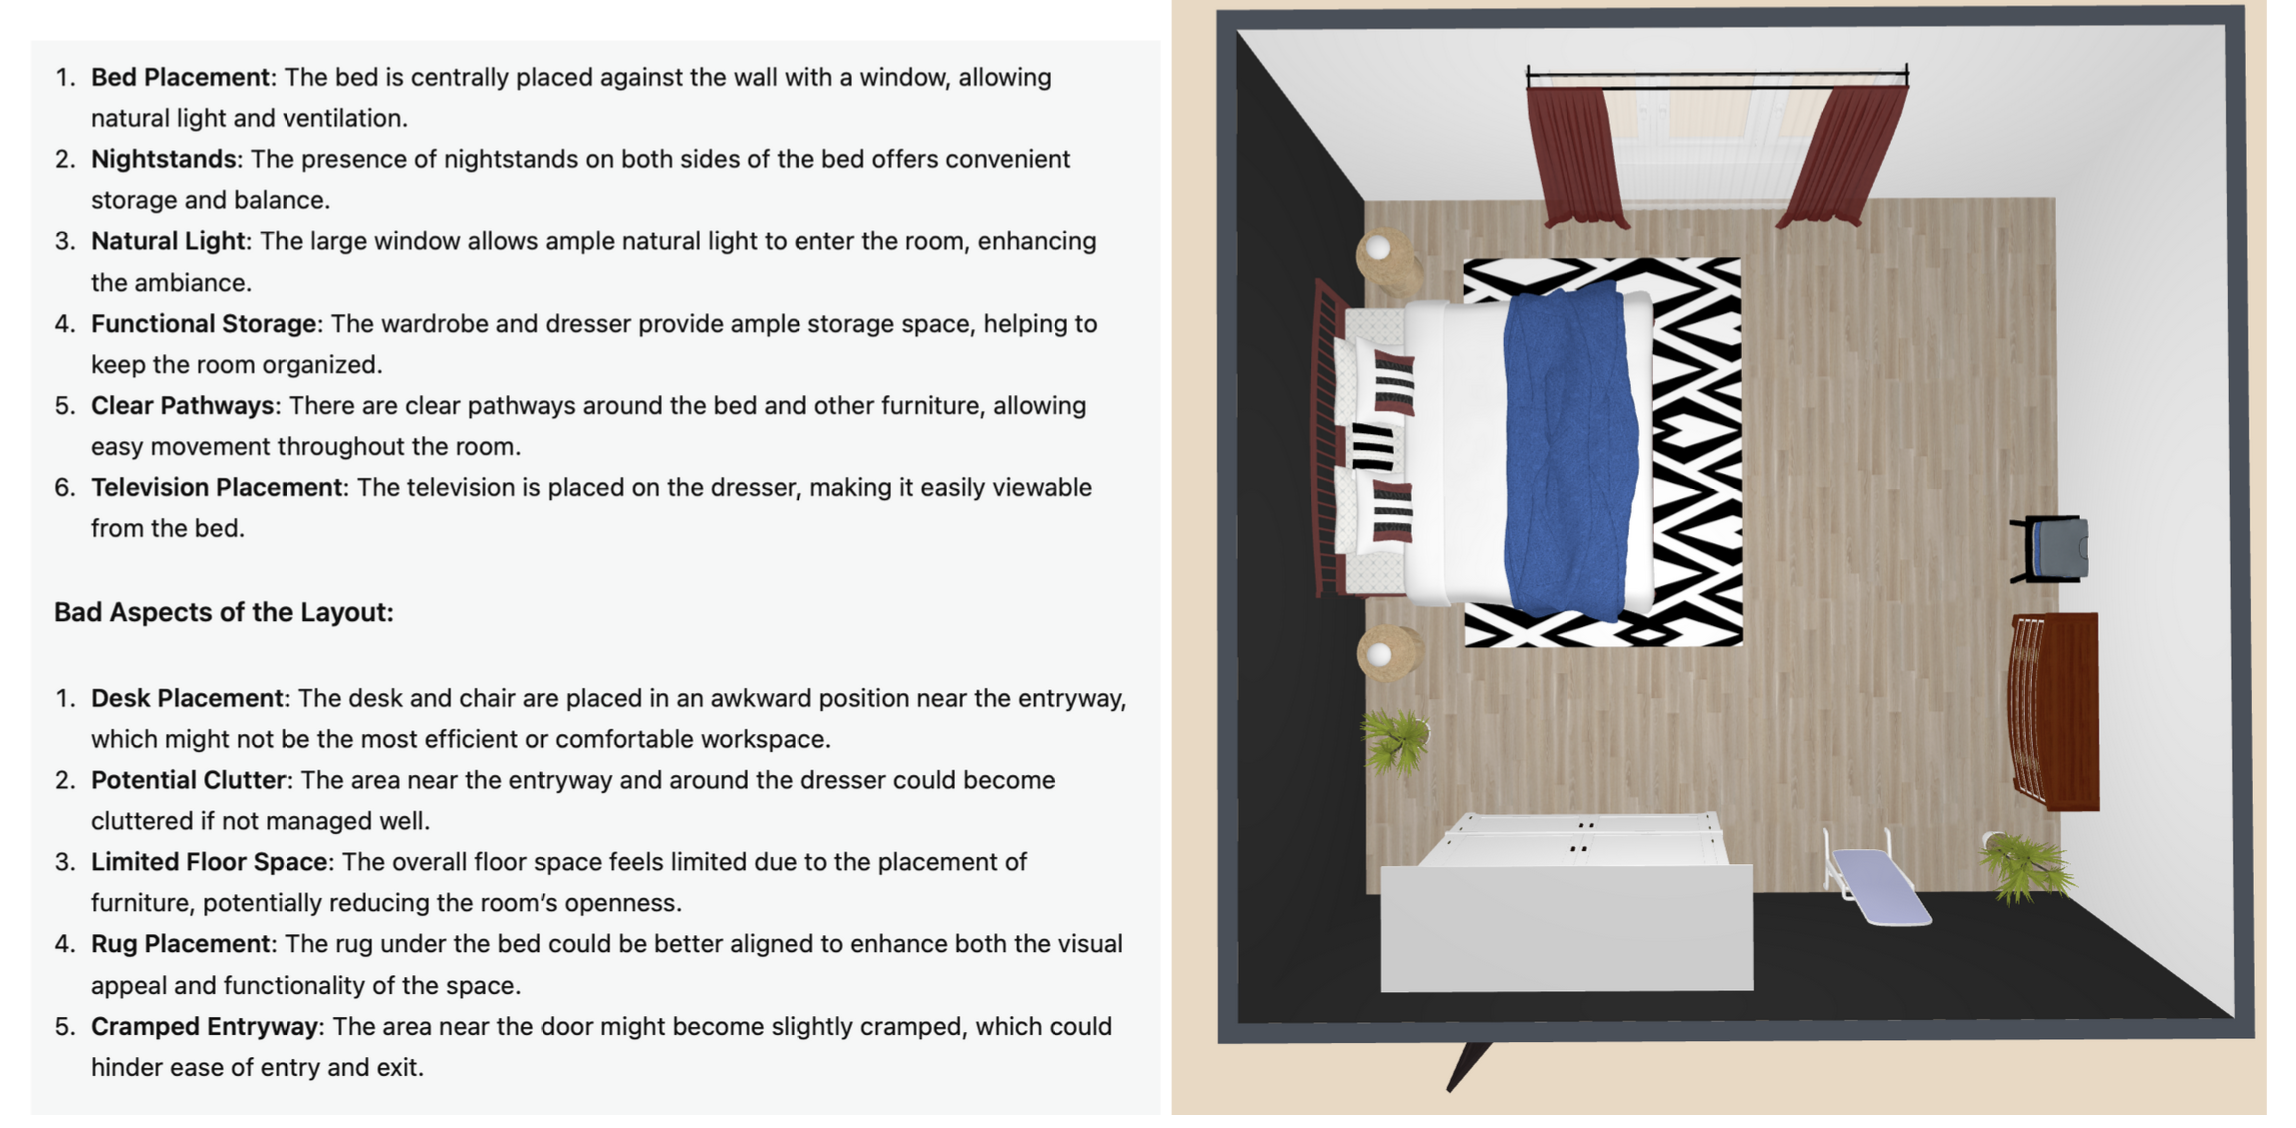 1. Bed Placement: The bed is centrally placed against the wall with a window, allowing
natural light and ventilation.
2. Nightstands: The presence of nightstands on both sides of the bed offers convenient
storage and balance.
3. Natural Light: The large window allows ample natural light to enter the room, enhancing
the ambiance.
4. Functional Storage: The wardrobe and dresser provide ample storage space, helping to
keep the room organized.
5. Clear Pathways: There are clear pathways around the bed and other furniture, allowing
easy movement throughout the room.
6. Television Placement: The television is placed on the dresser, making it easily viewable
from the bed.
Bad Aspects of the Layout:
1. Desk Placement: The desk and chair are placed in an awkward position near the entryway,
which might not be the most efficient or comfortable workspace.
2. Potential Clutter: The area near the entryway and around the dresser could become
cluttered if not managed well.
3. Limited Floor Space: The overall floor space feels limited due to the placement of
furniture, potentially reducing the room’s openness.
4. Rug Placement: The rug under the bed could be better aligned to enhance both the visual
appeal and functionality of the space.
5. Cramped Entryway: The area near the door might become slightly cramped, which could
hinder ease of entry and exit.